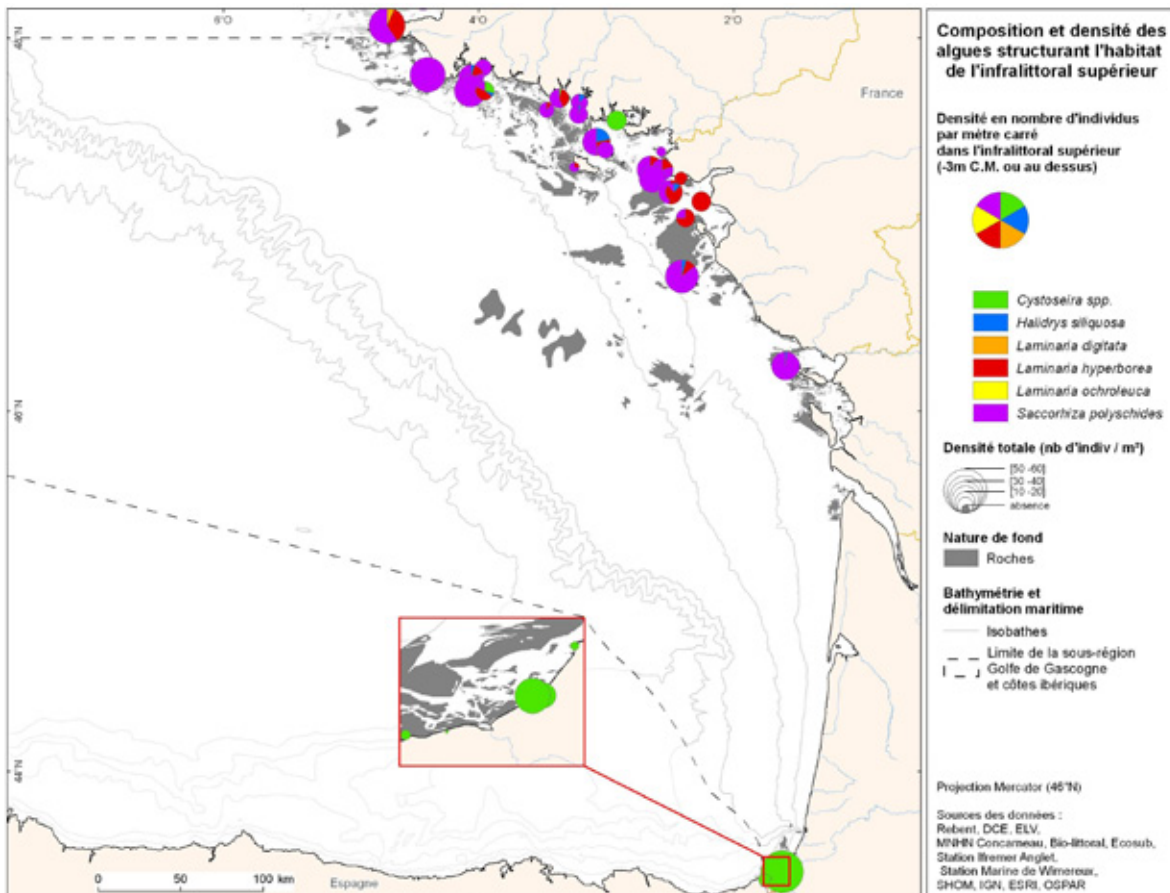 6°O
4°O
2°O
48°N
46°N
46°N
44°N
44°N
France
Espagne
0
50
100 km
Composition et densité des
algues structurant l'habitat
de l'infralittoral supérieur
Densité en nombre d'individus
par mètre carré
dans l'infralittoral supérieur
(-3m C.M. ou au dessus)
Cystoseira spp.
Halidrys siliquosa
Laminaria digitata
Laminaria hyperborea
Laminaria ochroleuca
Saccorhiza polyschides
Densité totale (nb d'indiv / m²)
[50 -60]
[30 -40]
[10 -20]
absence
Nature de fond
Roches
Bathymétrie et
délimitation maritime
Isobathes
Limite de la sous-région
Golfe de Gascogne
et côtes ibériques
Projection Mercator (46°N)
Sources des données :
Rebent, DCE, ELV,
MNHN Concarneau, Bio-littoral, Ecosub,
Station Ifremer Anglet,
Station Marine de Wimereux,
SHOM, IGN, ESRI, OSPAR